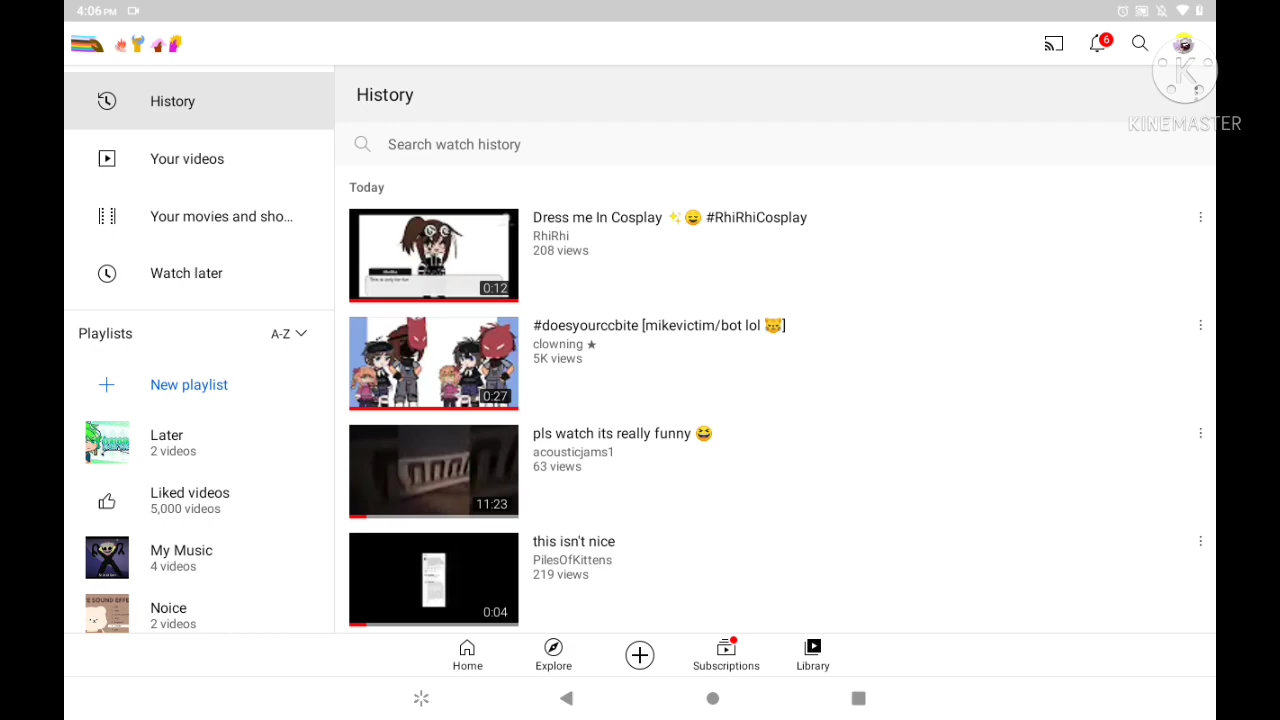 4:06 PM
6
K
KINEMASTER
History
Your videos
Your movies and sho...
Watch later
Playlists
A-Z
New playlist
Later
2 videos
Liked videos
5,000 videos
My Music
4 videos
Noice
2 videos
History
Search watch history
Today
0:12
Dress me In Cosplay ✨😌 #RhiRhiCosplay
RhiRhi
208 views
0:27
#doesyourccbite [mikevictim/bot lol 😼]
clowning ★
5K views
11:23
pls watch its really funny 😆
acousticjams1
63 views
0:04
this isn't nice
PilesOfKittens
219 views
Home
Explore
Subscriptions
Library